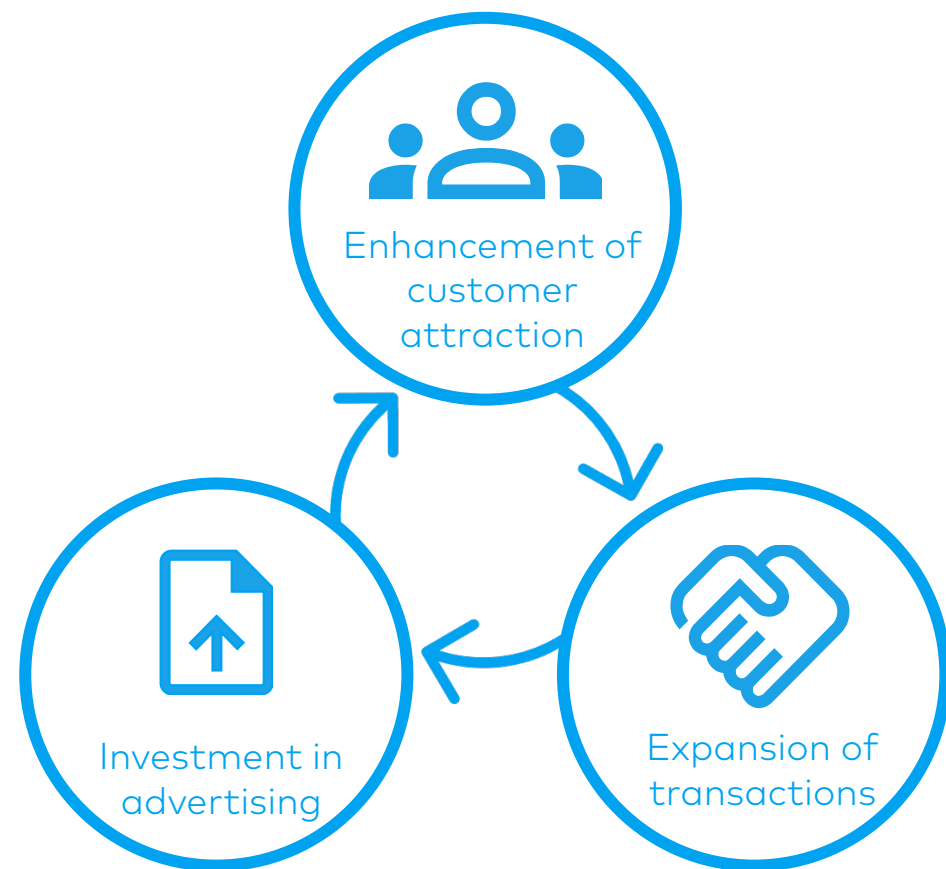 Enhancement of
customer
attraction
Investment in
advertising
Expansion of
transactions